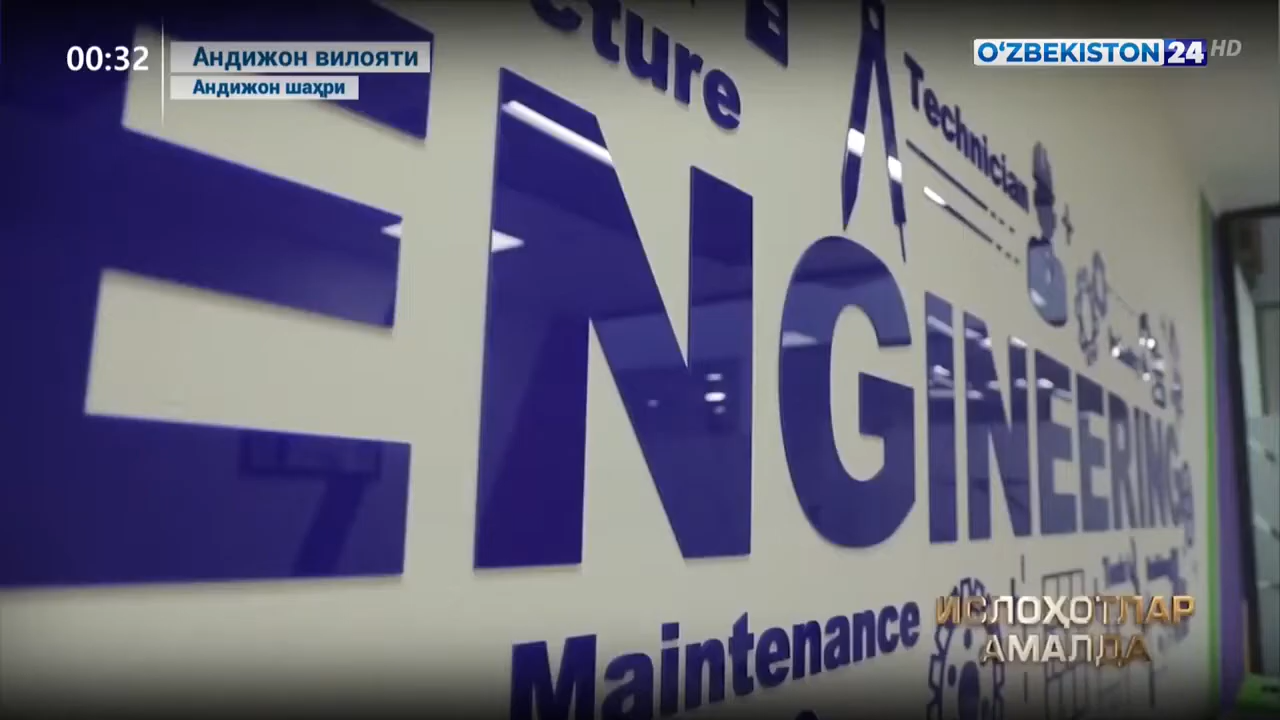 00:32
Андижон вилояти
Андижон шаҳри
O‘ZBEKISTON 24 HD
cture
Technician
ENGINEERING
Maintenance
ИСЛОҲОТЛАР
АМАЛДА